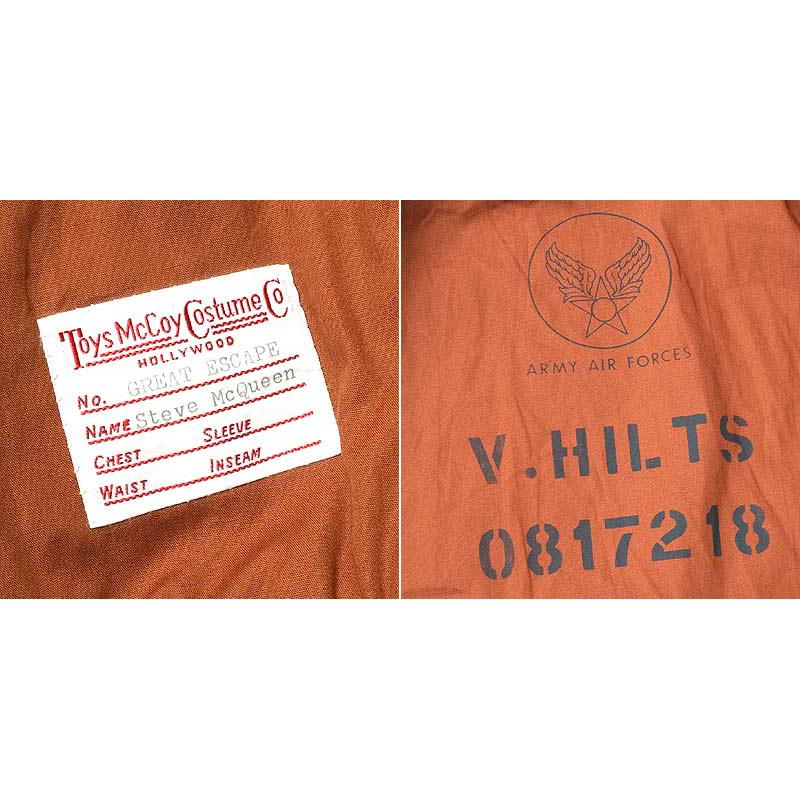 Toys McCoy Costume Co
HOLLYWOOD
No. GREAT ESCAPE
NAME Steve McQueen
CHEST SLEEVE
WAIST INSEAM
ARMY AIR FORCES
V.HILTS
0817218